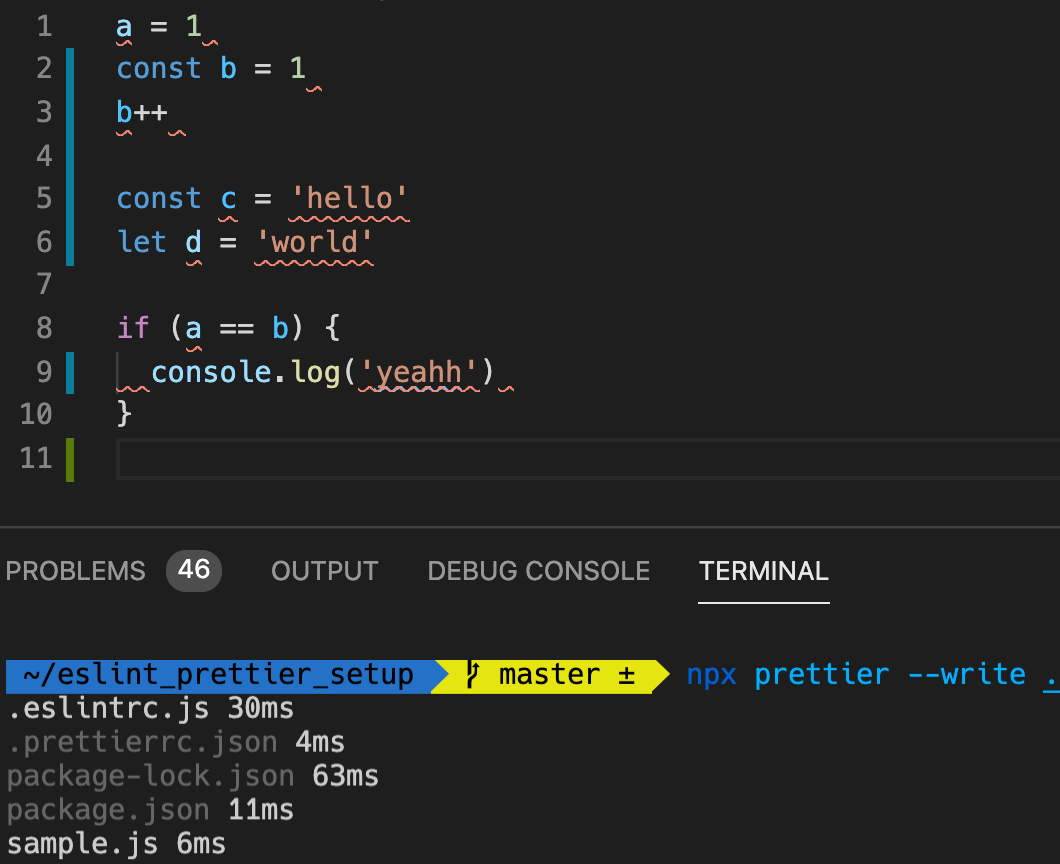 1 a = 1
2 const b = 1
3 b++
4
5 const c = 'hello'
6 let d = 'world'
7
8 if (a == b) {
9 console.log('yeahh')
10 }
11
PROBLEMS 46 OUTPUT DEBUG CONSOLE TERMINAL
~/eslint_prettier_setup master ± npx prettier --write .
.eslintrc.js 30ms
.prettierrc.json 4ms
package-lock.json 63ms
package.json 11ms
sample.js 6ms